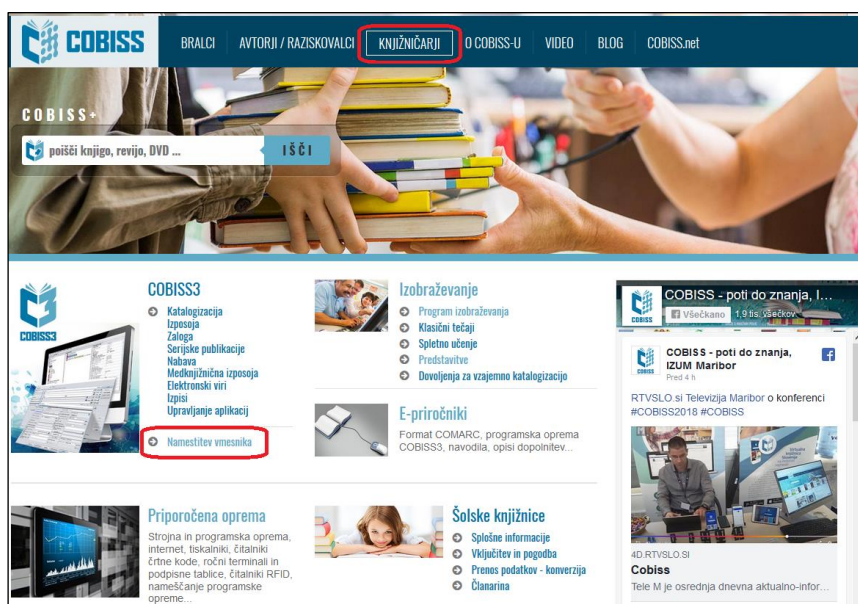 COBISS
BRALCI
AVTORJI / RAZISKOVALCI
KNJIŽNIČARJI
O COBISS-U
VIDEO
BLOG
COBISS.net
COBISS+
poišči knjigo, revijo, DVD ...
IŠČI
COBISS3
COBISS3
Katalogizacija
Izposoja
Zaloga
Serijske publikacije
Nabava
Medknjižnična izposoja
Elektronski viri
Izpisi
Upravljanje aplikacij
Namestitev vmesnika
Izobraževanje
Program izobraževanja
Klasični tečaji
Spletno učenje
Predstavitve
Dovoljenja za vzajemno katalogizacijo
E-priročniki
Format COMARC, programska oprema
COBISS3, navodila, opisi dopolnitev...
Priporočena oprema
Strojna in programska oprema,
internet, tiskalniki, čitalniki
črtne kode, ročni terminali in
podpisne tablice, čitalniki RFID,
nameščanje programske
opreme...
Šolske knjižnice
Splošne informacije
Vključitev in pogodba
Prenos podatkov - konverzija
Članarina
COBISS
COBISS - poti do znanja, I...
Všečkano
1,9 tis. všečkov
COBISS
COBISS - poti do znanja,
IZUM Maribor
Pred 4 h
RTVSLO.si Televizija Maribor o konferenci
#COBISS2018 #COBISS
4D.RTVSLO.SI
Cobiss
Tele M je osrednja dnevna aktualno-infor...